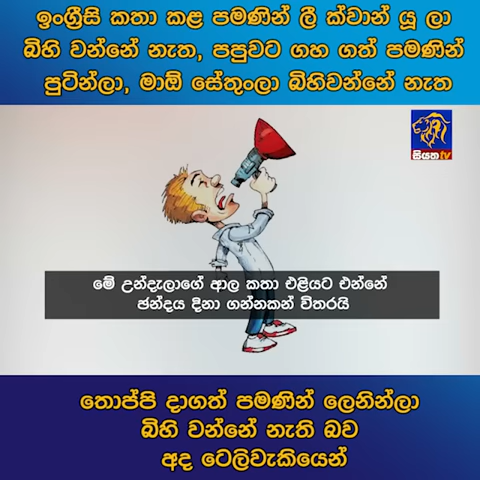 ඉංග්‍රීසි කතා කළ පමණින් ලී ක්වාන් යූ ලා
බිහි වන්නේ නැත, පපුවට ගහ ගත් පමණින්
පුටින්ලා, මාඕ සේතුංලා බිහිවන්නේ නැත
සියත tv
මේ උන්දැලාගේ ආල කතා එළියට එන්නේ
ඡන්දය දිනා ගන්නකන් විතරයි
තොප්පි දාගත් පමණින් ලෙනින්ලා
බිහි වන්නේ නැති බව
අද ටෙලිවැකියෙන්